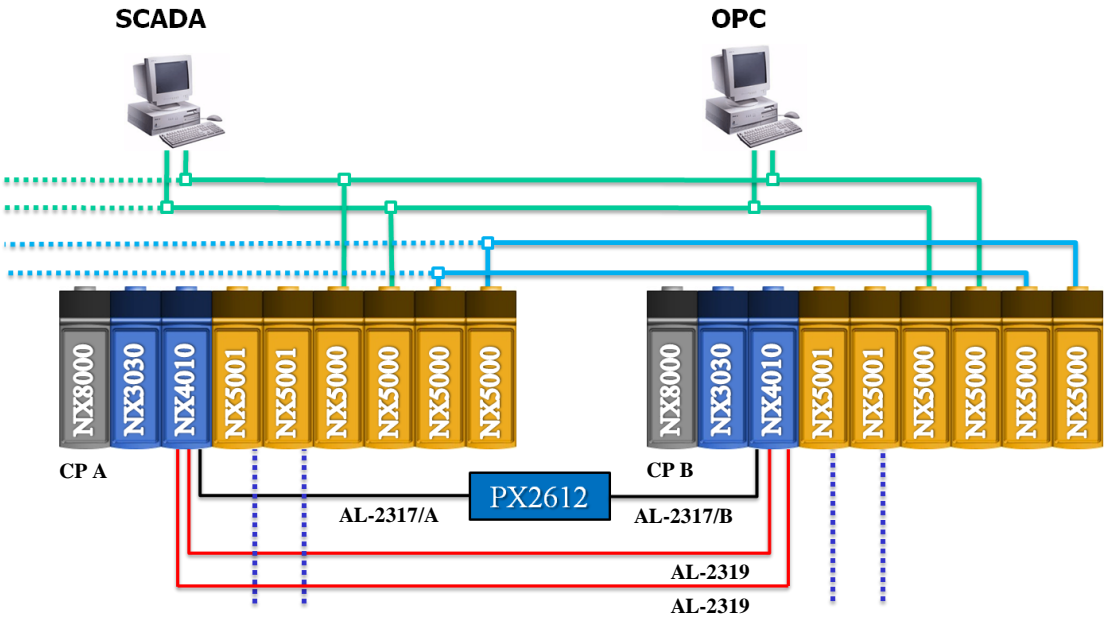 SCADA
OPC
NX8000
NX3030
NX4010
NX5001
NX5001
NX5000
NX5000
NX5000
NX5000
NX8000
NX3030
NX4010
NX5001
NX5001
NX5000
NX5000
NX5000
NX5000
CP A
CP B
PX2612
AL-2317/A
AL-2317/B
AL-2319
AL-2319